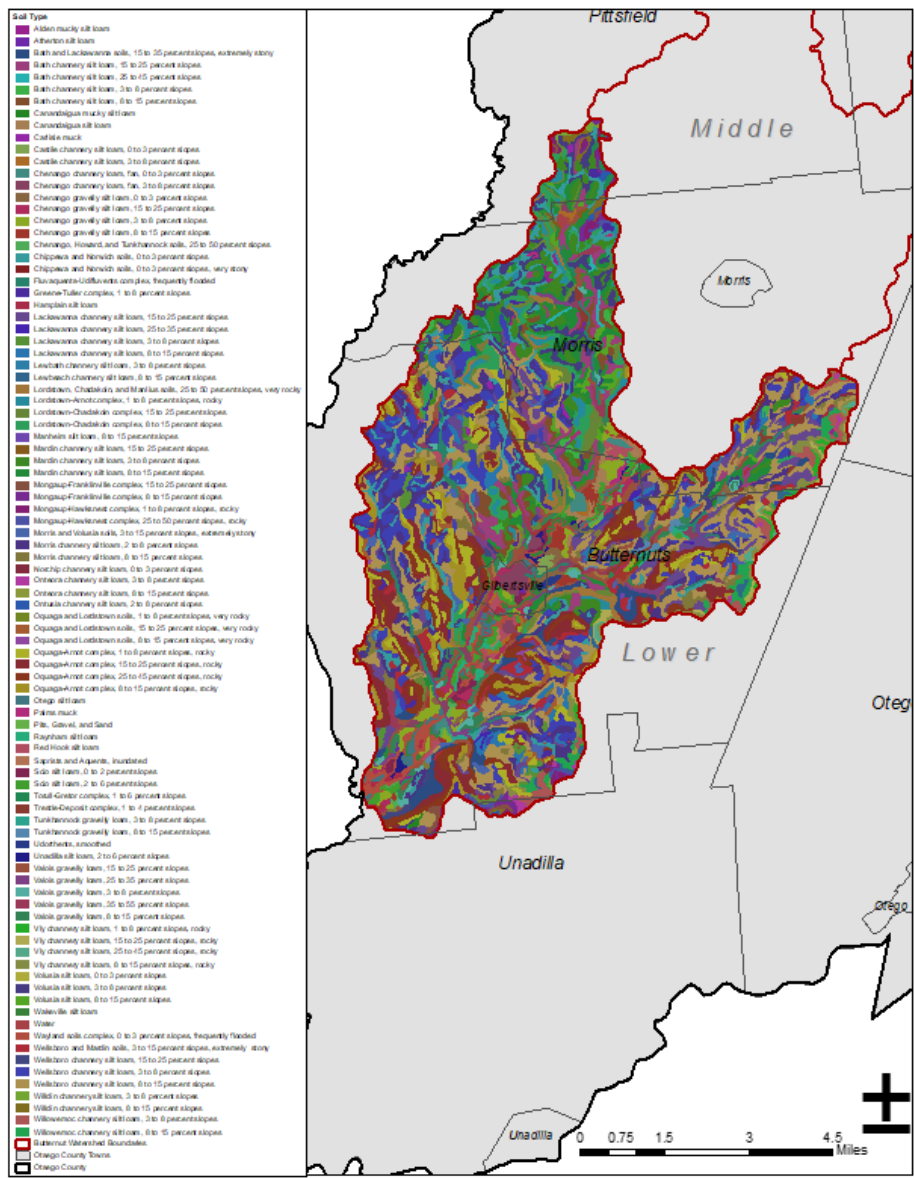 Soil Type
Alden mucky silt loam
Atherton silt loam
Bath and Lackawanna soils, 15 to 35 percent slopes, extremely stony
Bath channery silt loam, 15 to 25 percent slopes
Bath channery silt loam, 25 to 45 percent slopes
Bath channery silt loam, 3 to 8 percent slopes
Bath channery silt loam, 8 to 15 percent slopes
Canandaigua mucky silt loam
Canandaigua silt loam
Carlisle muck
Castile channery silt loam, 0 to 3 percent slopes
Castile channery silt loam, 3 to 8 percent slopes
Chenango channery loam, fan, 0 to 3 percent slopes
Chenango channery loam, fan, 3 to 8 percent slopes
Chenango gravelly silt loam, 0 to 3 percent slopes
Chenango gravelly silt loam, 15 to 25 percent slopes
Chenango gravelly silt loam, 3 to 8 percent slopes
Chenango gravelly silt loam, 8 to 15 percent slopes
Chenango, Howard, and Tunkhannock soils, 25 to 50 percent slopes
Chippewa and Norwich soils, 0 to 3 percent slopes
Chippewa and Norwich soils, 0 to 3 percent slopes, very stony
Fluvaquents-Udifluvents complex, frequently flooded
Greene-Tuller complex, 1 to 8 percent slopes
Hamplain silt loam
Lackawanna channery silt loam, 15 to 25 percent slopes
Lackawanna channery silt loam, 25 to 35 percent slopes
Lackawanna channery silt loam, 3 to 8 percent slopes
Lackawanna channery silt loam, 8 to 15 percent slopes
Lewbath channery silt loam, 3 to 8 percent slopes
Lewbeach channery silt loam, 8 to 15 percent slopes
Lordstown, Chadakoin, and Manlius soils, 25 to 50 percent slopes, very rocky
Lordstown-Arnot complex, 1 to 8 percent slopes, rocky
Lordstown-Chadakoin complex, 15 to 25 percent slopes
Lordstown-Chadakoin complex, 8 to 15 percent slopes
Manheim silt loam, 8 to 15 percent slopes
Mardin channery silt loam, 15 to 25 percent slopes
Mardin channery silt loam, 3 to 8 percent slopes
Mardin channery silt loam, 8 to 15 percent slopes
Mongaup-Franklinville complex, 15 to 25 percent slopes
Mongaup-Franklinville complex, 8 to 15 percent slopes
Mongaup-Hawksnest complex, 1 to 8 percent slopes, rocky
Mongaup-Hawksnest complex, 25 to 50 percent slopes, rocky
Morris and Volusia soils, 3 to 15 percent slopes, extremely stony
Morris channery silt loam, 2 to 8 percent slopes
Morris channery silt loam, 8 to 15 percent slopes
Norchip channery silt loam, 0 to 3 percent slopes
Onteora channery silt loam, 3 to 8 percent slopes
Onteora channery silt loam, 8 to 15 percent slopes
Ontusia channery silt loam, 2 to 8 percent slopes
Oquaga and Lordstown soils, 1 to 8 percent slopes, very rocky
Oquaga and Lordstown soils, 15 to 25 percent slopes, very rocky
Oquaga and Lordstown soils, 8 to 15 percent slopes, very rocky
Oquaga-Arnot complex, 1 to 8 percent slopes, rocky
Oquaga-Arnot complex, 15 to 25 percent slopes, rocky
Oquaga-Arnot complex, 25 to 45 percent slopes, rocky
Oquaga-Arnot complex, 8 to 15 percent slopes, rocky
Otego silt loam
Palms muck
Pits, Gravel, and Sand
Raynham silt loam
Red Hook silt loam
Saprists and Aquents, inundated
Scio silt loam, 0 to 2 percent slopes
Scio silt loam, 2 to 6 percent slopes
Torull-Gretor complex, 1 to 6 percent slopes
Trestle-Deposit complex, 1 to 4 percent slopes
Tunkhannock gravelly loam, 3 to 8 percent slopes
Tunkhannock gravelly loam, 8 to 15 percent slopes
Udorthents, smoothed
Unadilla silt loam, 2 to 6 percent slopes
Valois gravelly loam, 15 to 25 percent slopes
Valois gravelly loam, 25 to 35 percent slopes
Valois gravelly loam, 3 to 8 percent slopes
Valois gravelly loam, 35 to 55 percent slopes
Valois gravelly loam, 8 to 15 percent slopes
Vly channery silt loam, 1 to 8 percent slopes, rocky
Vly channery silt loam, 15 to 25 percent slopes, rocky
Vly channery silt loam, 25 to 45 percent slopes, rocky
Vly channery silt loam, 8 to 15 percent slopes, rocky
Volusia silt loam, 0 to 3 percent slopes
Volusia silt loam, 3 to 8 percent slopes
Volusia silt loam, 8 to 15 percent slopes
Wakeville silt loam
Water
Wayland soils complex, 0 to 3 percent slopes, frequently flooded
Wellsboro and Mardin soils, 3 to 15 percent slopes, extremely stony
Wellsboro channery silt loam, 15 to 25 percent slopes
Wellsboro channery silt loam, 3 to 8 percent slopes
Wellsboro channery silt loam, 8 to 15 percent slopes
Willdin channery silt loam, 3 to 8 percent slopes
Willdin channery silt loam, 8 to 15 percent slopes
Willowemoc channery silt loam, 3 to 8 percent slopes
Willowemoc channery silt loam, 8 to 15 percent slopes
Butternut Watershed Boundaries
Otsego County Towns
Otsego County
Pittsfield
Middle
Morris
Morris
Butternuts
Gilbertsville
Lower
Oteg
Unadilla
Otego
Unadilla
0 0.75 1.5 3 4.5
Miles